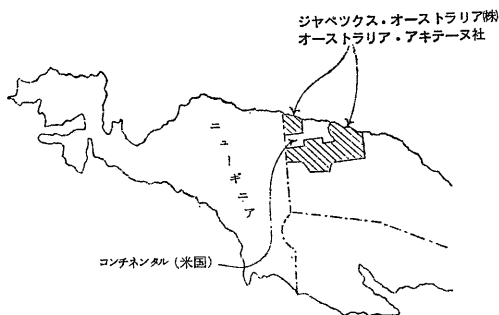 ジャペックス・オーストラリア㈱
オーストラリア・アキテーヌ社
ニューギニア
コンチネンタル(米国)